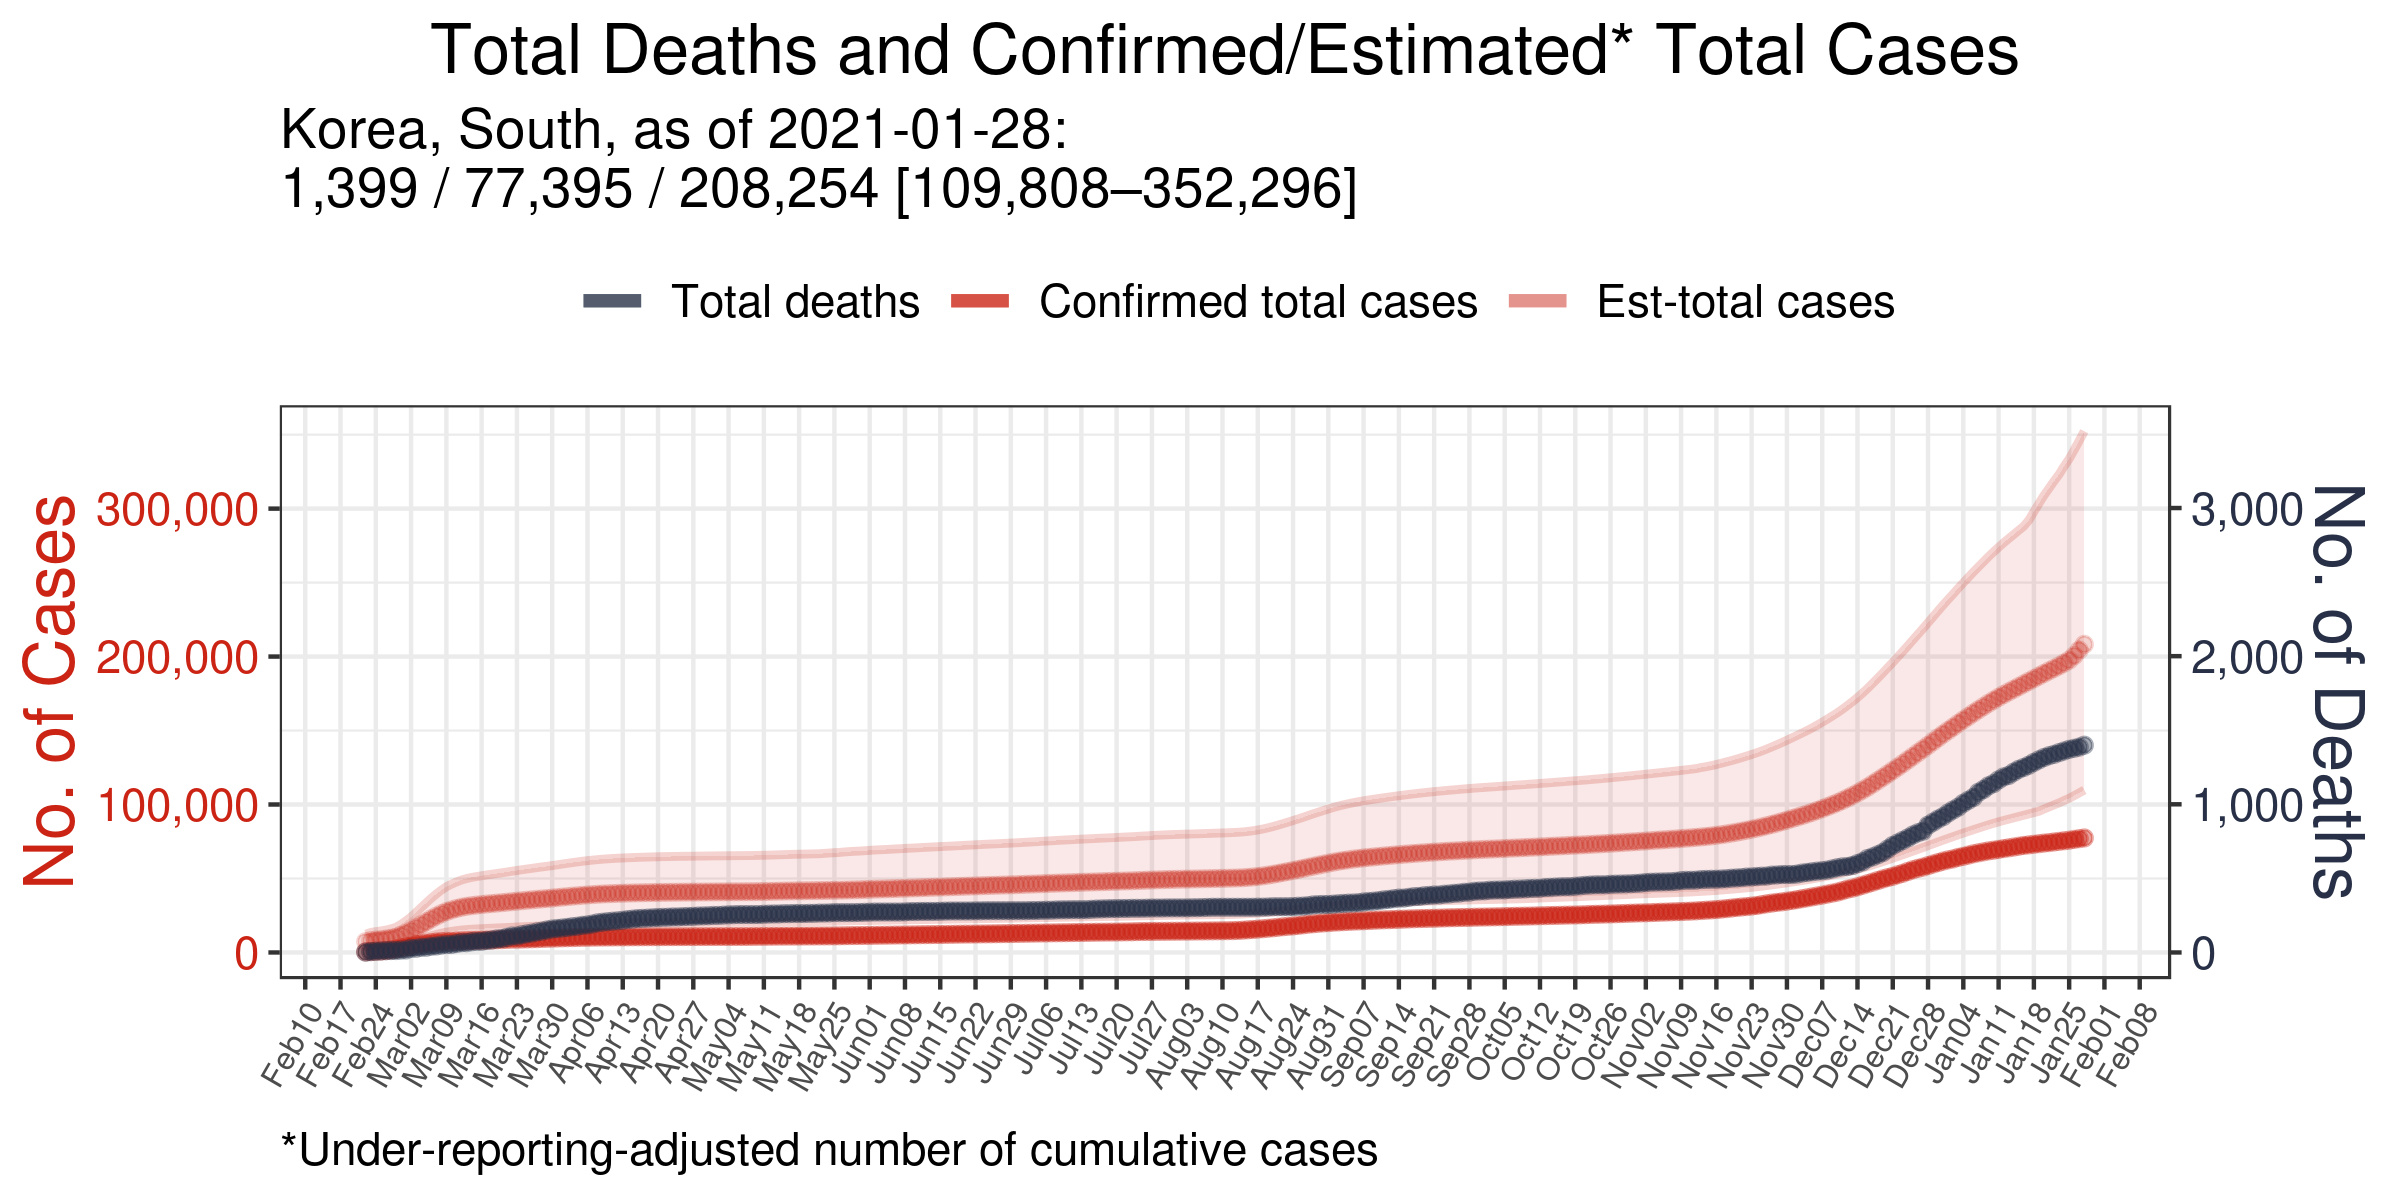 Total Deaths and Confirmed/Estimated* Total Cases
Korea, South, as of 2021-01-28:
1,399 / 77,395 / 208,254 [109,808–352,296]
Total deaths
Confirmed total cases
Est-total cases
No. of Cases
300,000
200,000
100,000
0
3,000
2,000
1,000
0
No. of Deaths
Feb10
Feb17
Feb24
Mar02
Mar09
Mar16
Mar23
Mar30
Apr06
Apr13
Apr20
Apr27
May04
May11
May18
May25
Jun01
Jun08
Jun15
Jun22
Jun29
Jul06
Jul13
Jul20
Jul27
Aug03
Aug10
Aug17
Aug24
Aug31
Sep07
Sep14
Sep21
Sep28
Oct05
Oct12
Oct19
Oct26
Nov02
Nov09
Nov16
Nov23
Nov30
Dec07
Dec14
Dec21
Dec28
Jan04
Jan11
Jan18
Jan25
Feb01
Feb08
*Under-reporting-adjusted number of cumulative cases